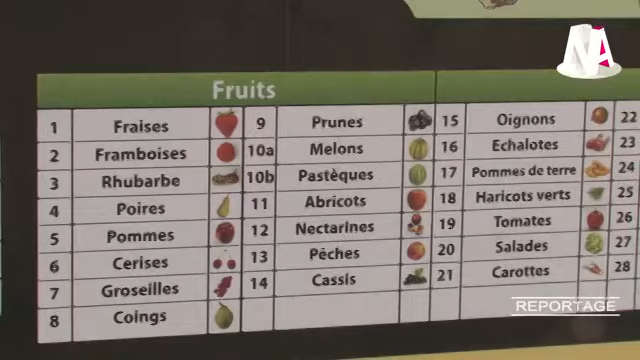 NA
Fruits
1 Fraises 9 Prunes 15 Oignons 22
2 Framboises 10a Melons 16 Echalotes 23
3 Rhubarbe 10b Pastèques 17 Pommes de terre 24
4 Poires 11 Abricots 18 Haricots verts 25
5 Pommes 12 Nectarines 19 Tomates 26
6 Cerises 13 Pêches 20 Salades 27
7 Groseilles 14 Cassis 21 Carottes 28
8 Coings
REPORTAGE